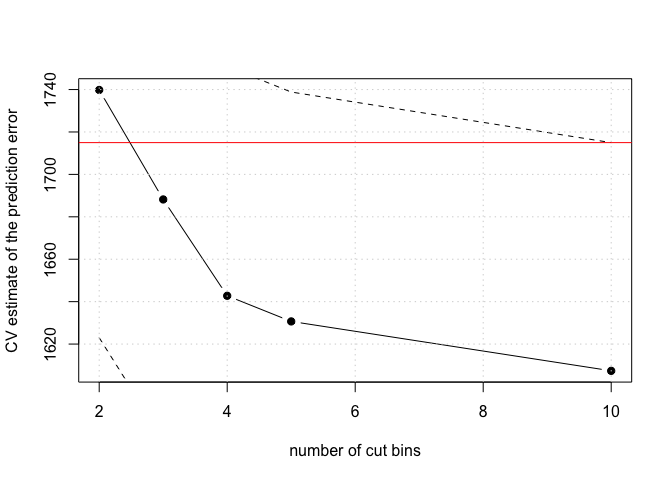 CV estimate of the prediction error
1740
1700
1660
1620
2 4 6 8 10
number of cut bins